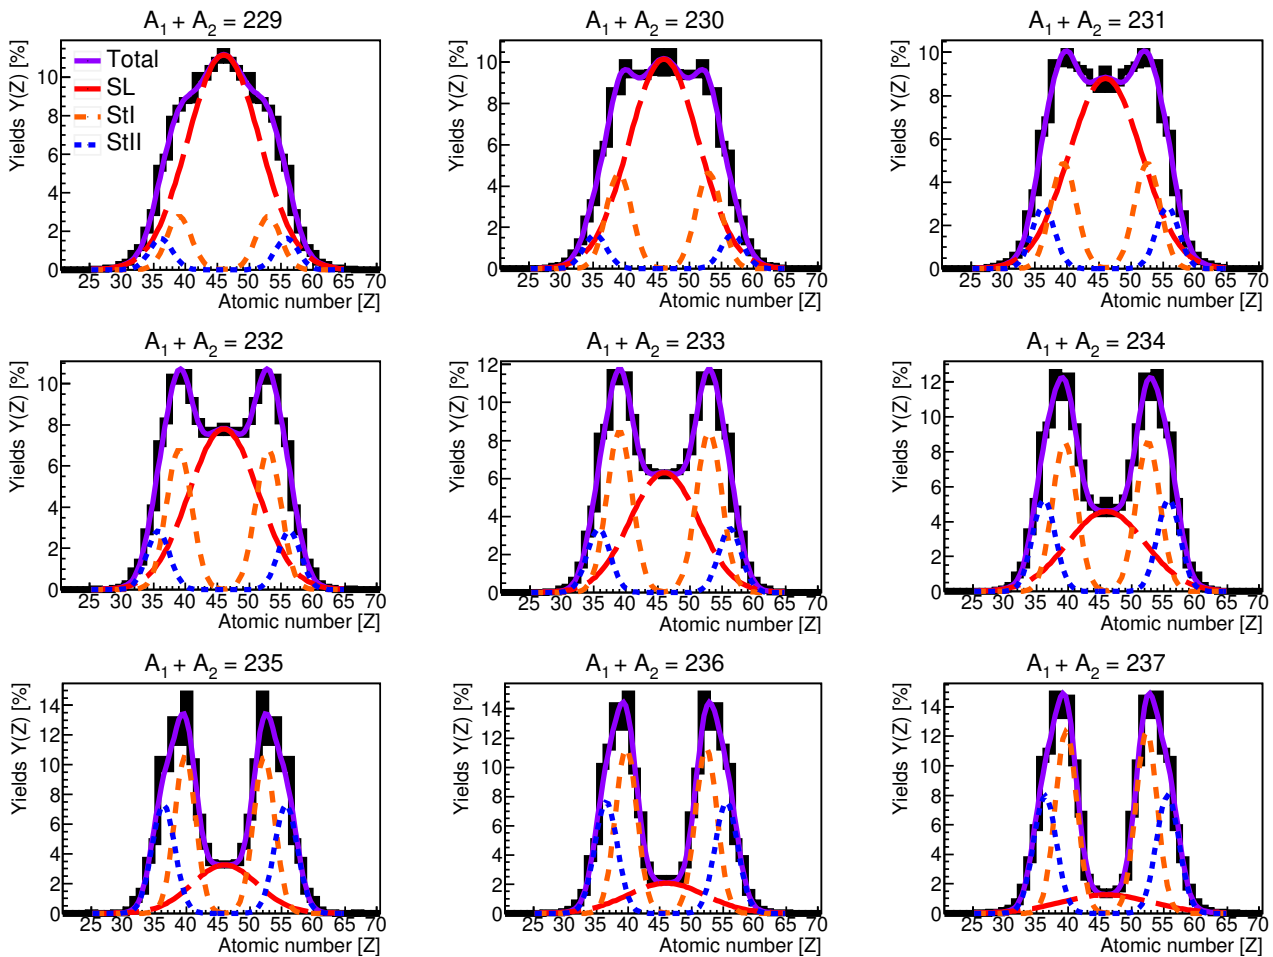 A₁ + A₂ = 229
Yields Y(Z) [%]
10
8
6
4
2
0
Total
SL
StI
StII
25 30 35 40 45 50 55 60 65 70
Atomic number [Z]
A₁ + A₂ = 230
Yields Y(Z) [%]
10
8
6
4
2
0
25 30 35 40 45 50 55 60 65 70
Atomic number [Z]
A₁ + A₂ = 231
Yields Y(Z) [%]
10
8
6
4
2
0
25 30 35 40 45 50 55 60 65 70
Atomic number [Z]
A₁ + A₂ = 232
Yields Y(Z) [%]
10
8
6
4
2
0
25 30 35 40 45 50 55 60 65 70
Atomic number [Z]
A₁ + A₂ = 233
Yields Y(Z) [%]
12
10
8
6
4
2
0
25 30 35 40 45 50 55 60 65 70
Atomic number [Z]
A₁ + A₂ = 234
Yields Y(Z) [%]
12
10
8
6
4
2
0
25 30 35 40 45 50 55 60 65 70
Atomic number [Z]
A₁ + A₂ = 235
Yields Y(Z) [%]
14
12
10
8
6
4
2
0
25 30 35 40 45 50 55 60 65 70
Atomic number [Z]
A₁ + A₂ = 236
Yields Y(Z) [%]
14
12
10
8
6
4
2
0
25 30 35 40 45 50 55 60 65 70
Atomic number [Z]
A₁ + A₂ = 237
Yields Y(Z) [%]
14
12
10
8
6
4
2
0
25 30 35 40 45 50 55 60 65 70
Atomic number [Z]